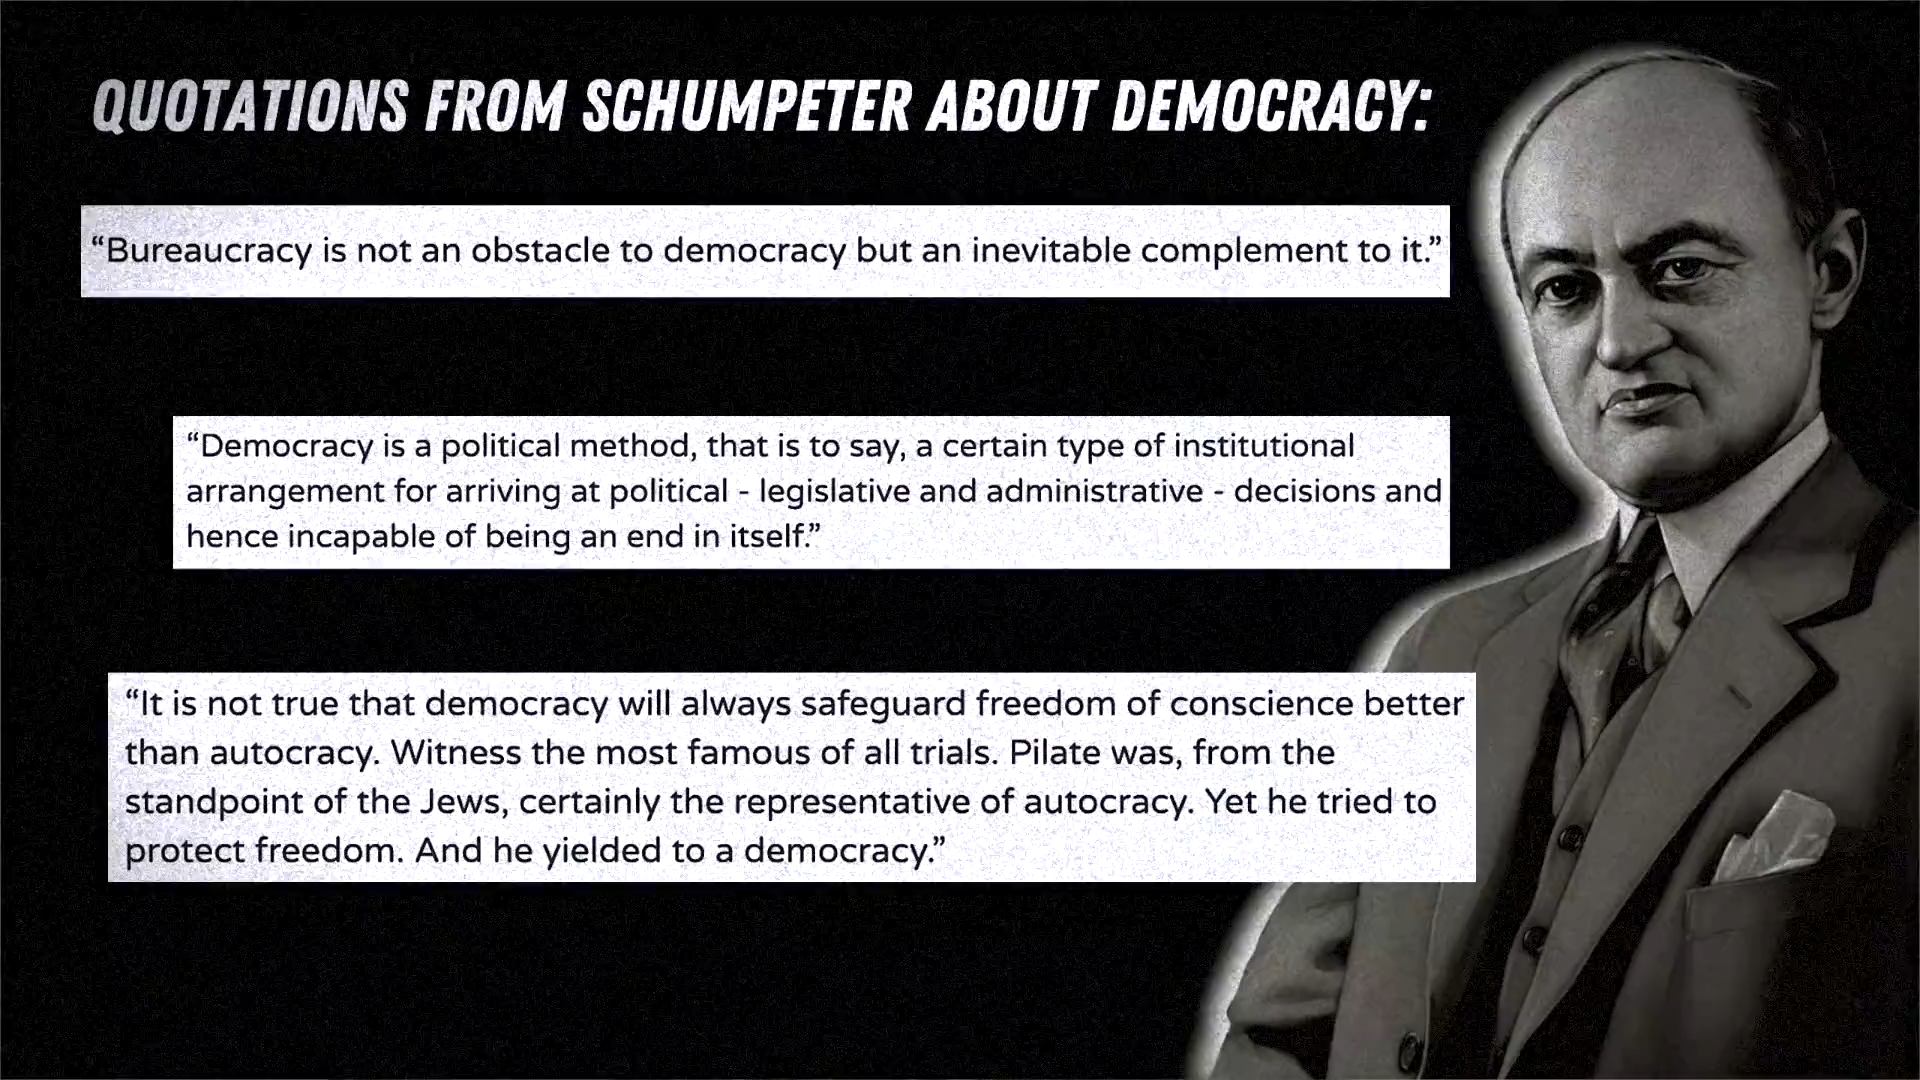 QUOTATIONS FROM SCHUMPETER ABOUT DEMOCRACY:
“Bureaucracy is not an obstacle to democracy but an inevitable complement to it.”
“Democracy is a political method, that is to say, a certain type of institutional
arrangement for arriving at political - legislative and administrative - decisions and
hence incapable of being an end in itself.”
“It is not true that democracy will always safeguard freedom of conscience better
than autocracy. Witness the most famous of all trials. Pilate was, from the
standpoint of the Jews, certainly the representative of autocracy. Yet he tried to
protect freedom. And he yielded to a democracy.”